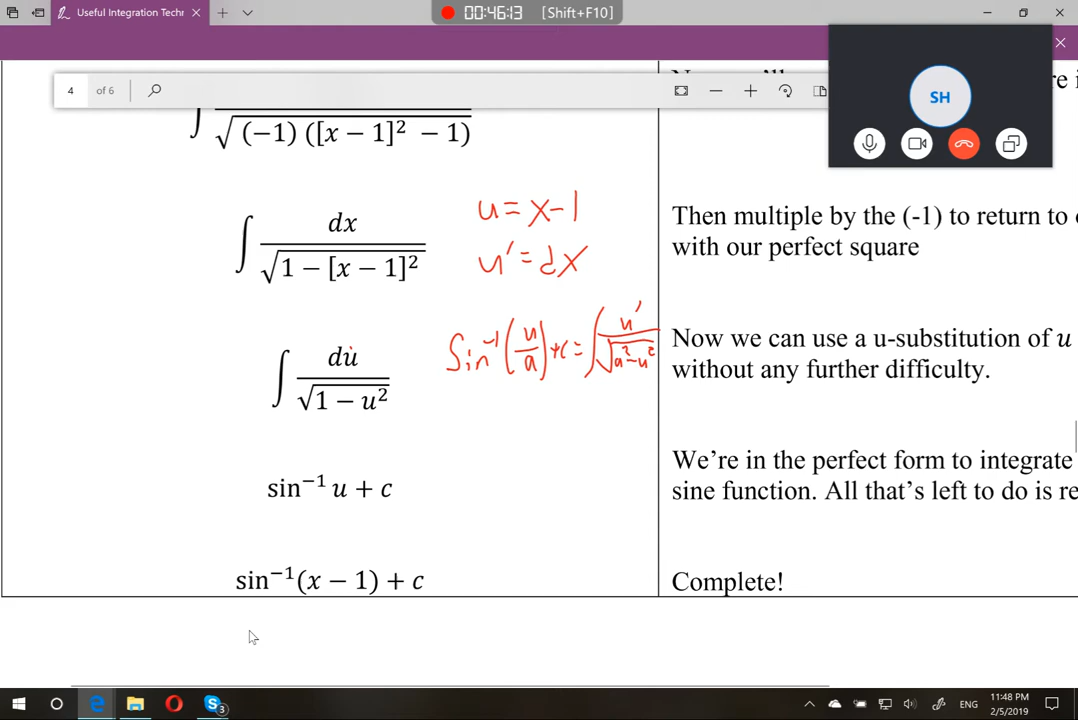 Useful Integration Techr
00:46:13 [Shift+F10]
4 of 6
SH
√(−1) ([x − 1]² − 1)
∫ dx / √1 − [x − 1]²
u = x−1
u' = dx
Then multiple by the (-1) to return to
with our perfect square
∫ du / √1 − u²
Sin⁻¹(u/a)+c = ∫ u' / √a²−u²
Now we can use a u-substitution of u
without any further difficulty.
sin⁻¹ u + c
We’re in the perfect form to integrate
sine function. All that’s left to do is re
sin⁻¹(x − 1) + c
Complete!
3
ENG
11:48 PM
2/5/2019